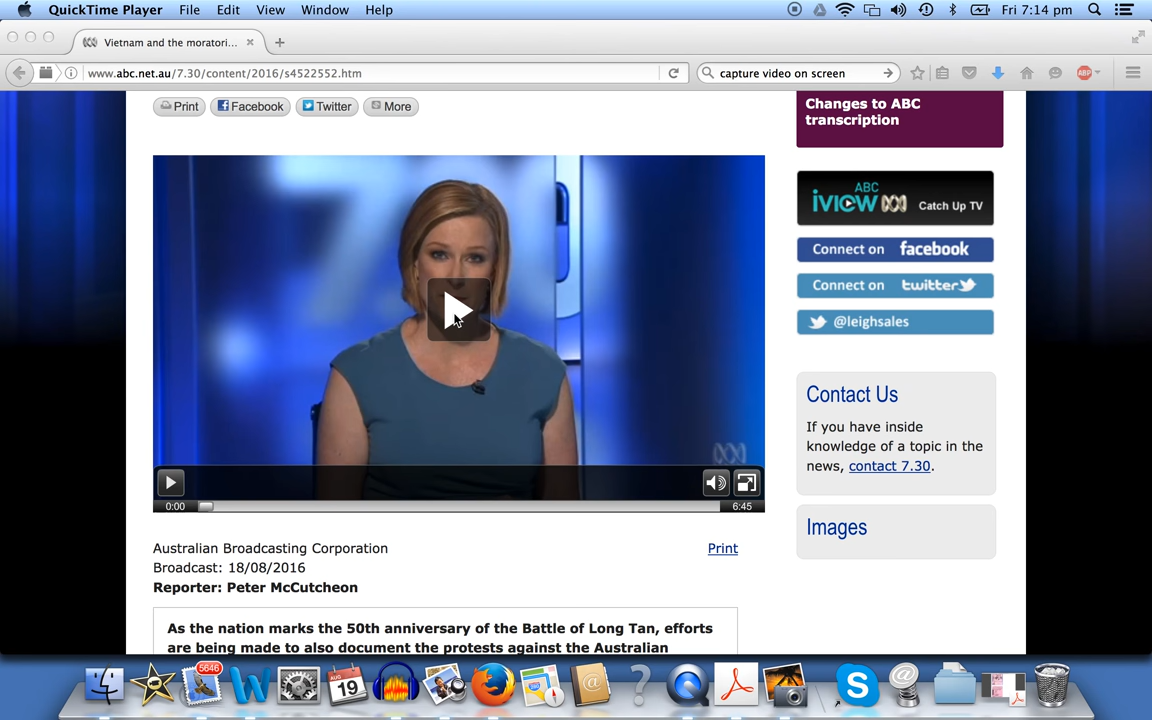 QuickTime Player File Edit View Window Help Fri 7:14 pm
Vietnam and the moratori...
www.abc.net.au/7.30/content/2016/s4522552.htm
capture video on screen
ABP
Print Facebook Twitter More
Changes to ABC
transcription
7.30
ABC
iview Catch Up TV
Connect on facebook
Connect on twitter
@leighsales
Contact Us
If you have inside
knowledge of a topic in the
news, contact 7.30.
Images
0:00 6:45
Australian Broadcasting Corporation Print
Broadcast: 18/08/2016
Reporter: Peter McCutcheon
As the nation marks the 50th anniversary of the Battle of Long Tan, efforts
are being made to also document the protests against the Australian
5646
AUG
19